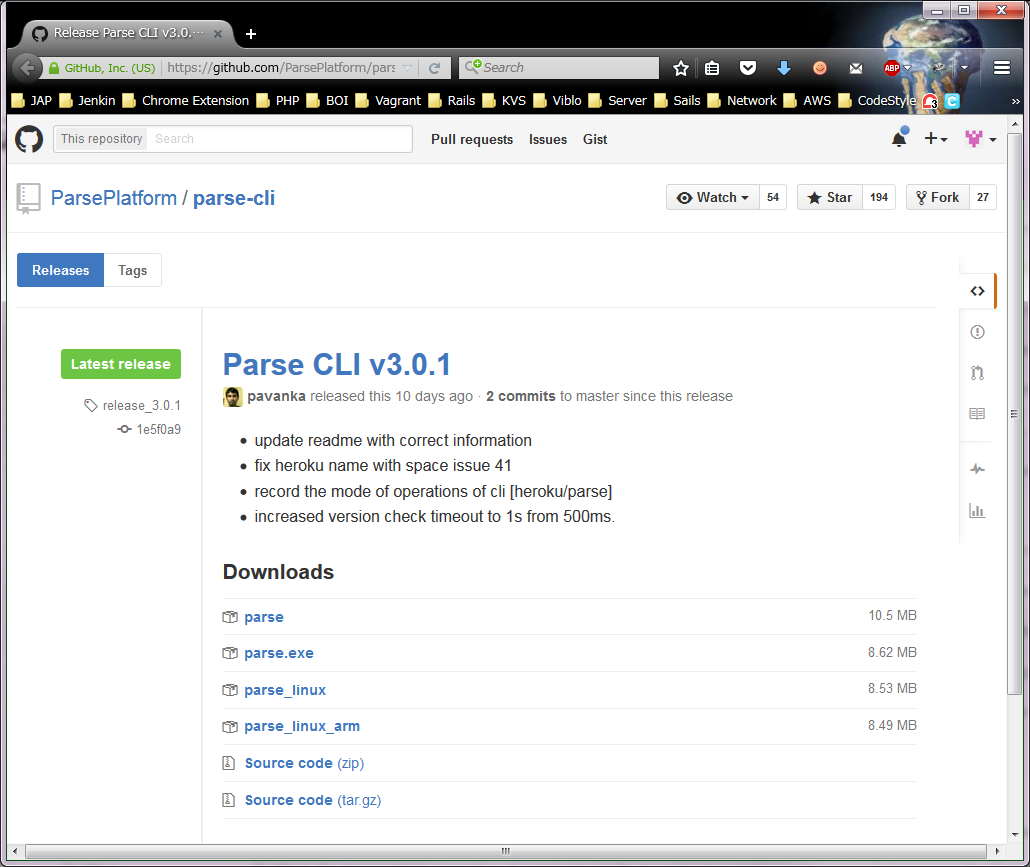 Release Parse CLI v3.0.…
GitHub, Inc. (US) https://github.com/ParsePlatform/pars Search ABP
JAP Jenkin Chrome Extension PHP BOI Vagrant Rails KVS Viblo Server Sails Network AWS CodeStyle 3 C »
This repository Search Pull requests Issues Gist
ParsePlatform / parse-cli Watch 54 Star 194 Fork 27
Releases Tags
Latest release
release_3.0.1
1e5f0a9
Parse CLI v3.0.1
pavanka released this 10 days ago · 2 commits to master since this release
• update readme with correct information
• fix heroku name with space issue 41
• record the mode of operations of cli [heroku/parse]
• increased version check timeout to 1s from 500ms.
Downloads
parse 10.5 MB
parse.exe 8.62 MB
parse_linux 8.53 MB
parse_linux_arm 8.49 MB
Source code (zip)
Source code (tar.gz)